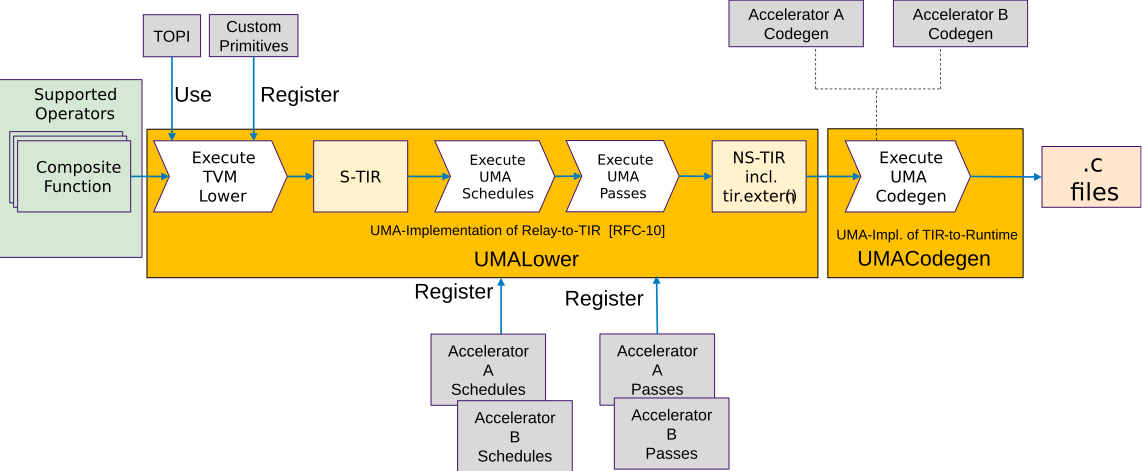 TOPI
Custom
Primitives
Accelerator A
Codegen
Accelerator B
Codegen
Use
Register
Supported
Operators
Composite
Function
Execute
TVM
Lower
S-TIR
Execute
UMA
Schedules
Execute
UMA
Passes
NS-TIR
incl.
tir.extern()
Execute
UMA
Codegen
.c
files
UMA-Implementation of Relay-to-TIR [RFC-10]
UMALower
UMA-Impl. of TIR-to-Runtime
UMACodegen
Register
Register
Accelerator
A
Schedules
Accelerator
B
Schedules
Accelerator
A
Passes
Accelerator
B
Passes